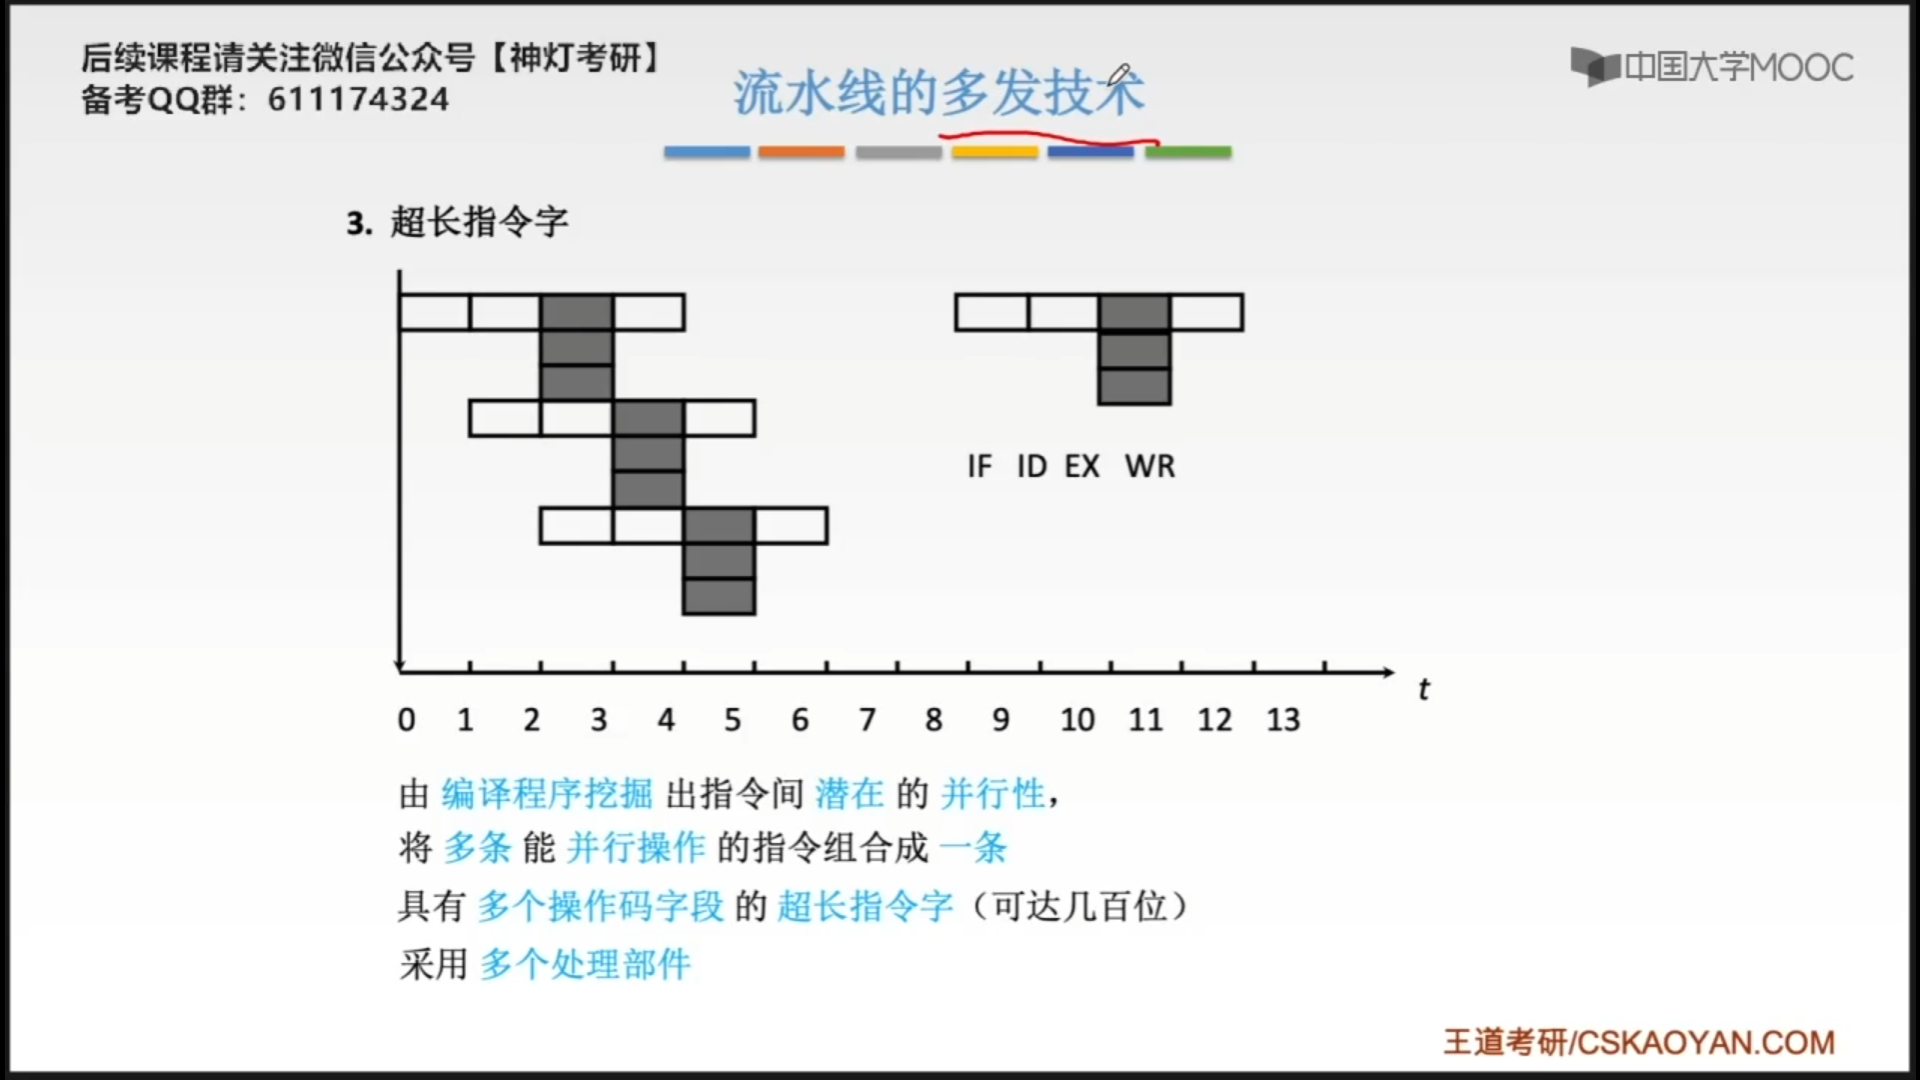 后续课程请关注微信公众号【神灯考研】
备考QQ群：611174324
中国大学MOOC
流水线的多发技术
3. 超长指令字
IF ID EX WR
t
0 1 2 3 4 5 6 7 8 9 10 11 12 13
由 编译程序挖掘 出指令间 潜在 的 并行性，
将 多条 能 并行操作 的指令组合成 一条
具有 多个操作码字段 的 超长指令字（可达几百位）
采用 多个处理部件
王道考研/CSKAOYAN.COM